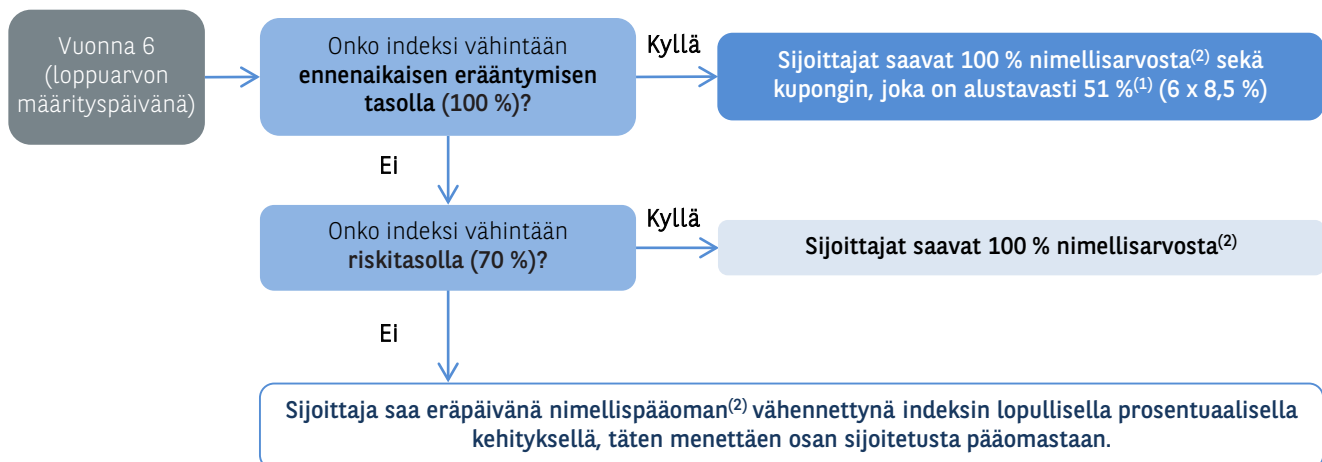 Vuonna 6
(loppuarvon
määrityspäivänä)
Onko indeksi vähintään
ennenaikaisen erääntymisen
tasolla (100 %)?
Kyllä
Sijoittajat saavat 100 % nimellisarvosta(2) sekä
kupongin, joka on alustavasti 51 %(1) (6 x 8,5 %)
Ei
Onko indeksi vähintään
riskitasolla (70 %)?
Kyllä
Sijoittajat saavat 100 % nimellisarvosta(2)
Ei
Sijoittaja saa eräpäivänä nimellispääoman(2) vähennettynä indeksin lopullisella prosentuaalisella
kehityksellä, täten menettäen osan sijoitetusta pääomastaan.